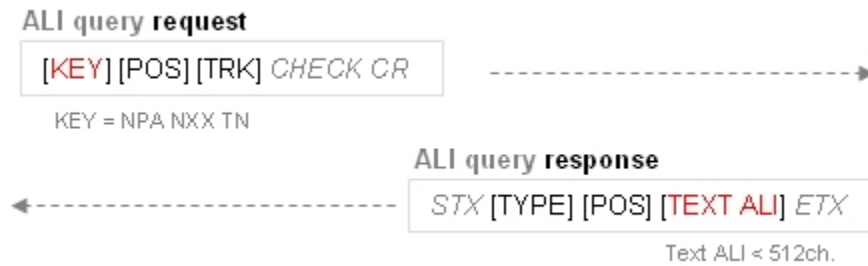 ALI query request
[KEY] [POS] [TRK] CHECK CR
KEY = NPA NXX TN
ALI query response
STX [TYPE] [POS] [TEXT ALI] ETX
Text ALI < 512ch.